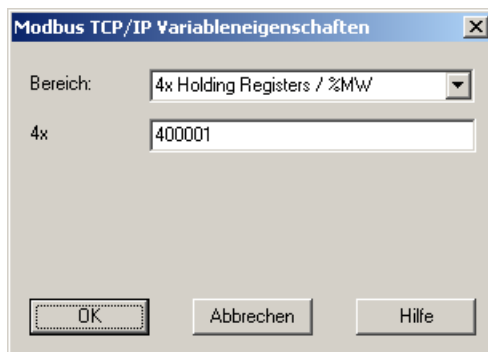 Modbus TCP/IP Variableneigenschaften
Bereich: 4x Holding Registers / %MW
4x 400001
OK Abbrechen Hilfe